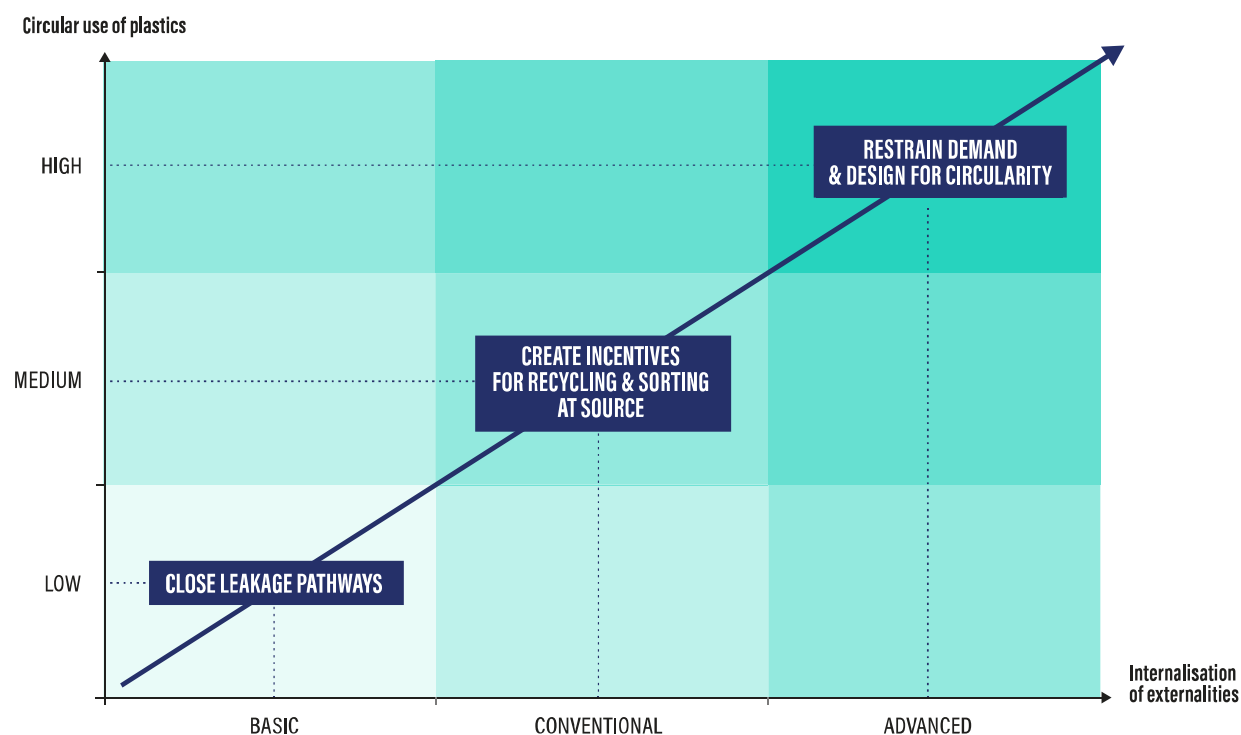 Circular use of plastics
HIGH
RESTRAIN DEMAND
& DESIGN FOR CIRCULARITY
MEDIUM
CREATE INCENTIVES
FOR RECYCLING & SORTING
AT SOURCE
LOW
CLOSE LEAKAGE PATHWAYS
Internalisation
of externalities
BASIC
CONVENTIONAL
ADVANCED